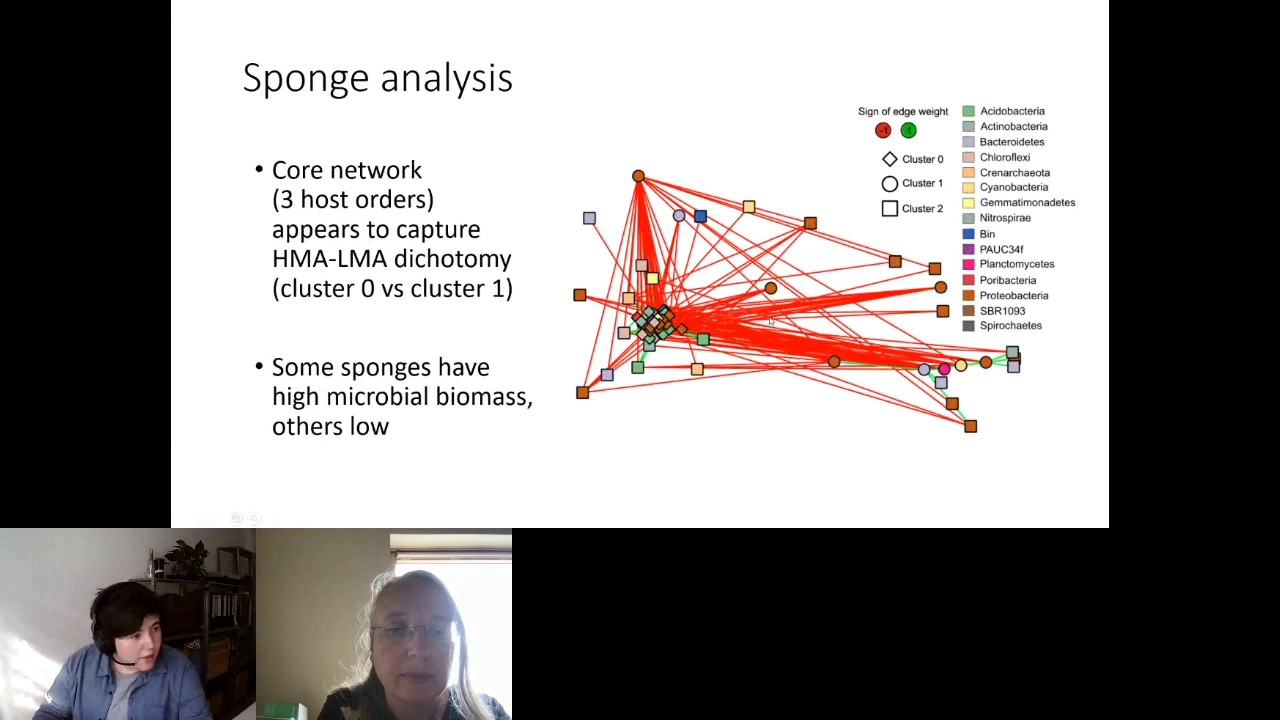 Sponge analysis
• Core network
(3 host orders)
appears to capture
HMA-LMA dichotomy
(cluster 0 vs cluster 1)
• Some sponges have
high microbial biomass,
others low
Sign of edge weight
-1 1
Cluster 0
Cluster 1
Cluster 2
Acidobacteria
Actinobacteria
Bacteroidetes
Chloroflexi
Crenarchaeota
Cyanobacteria
Gemmatimonadetes
Nitrospirae
Bin
PAUC34f
Planctomycetes
Poribacteria
Proteobacteria
SBR1093
Spirochaetes